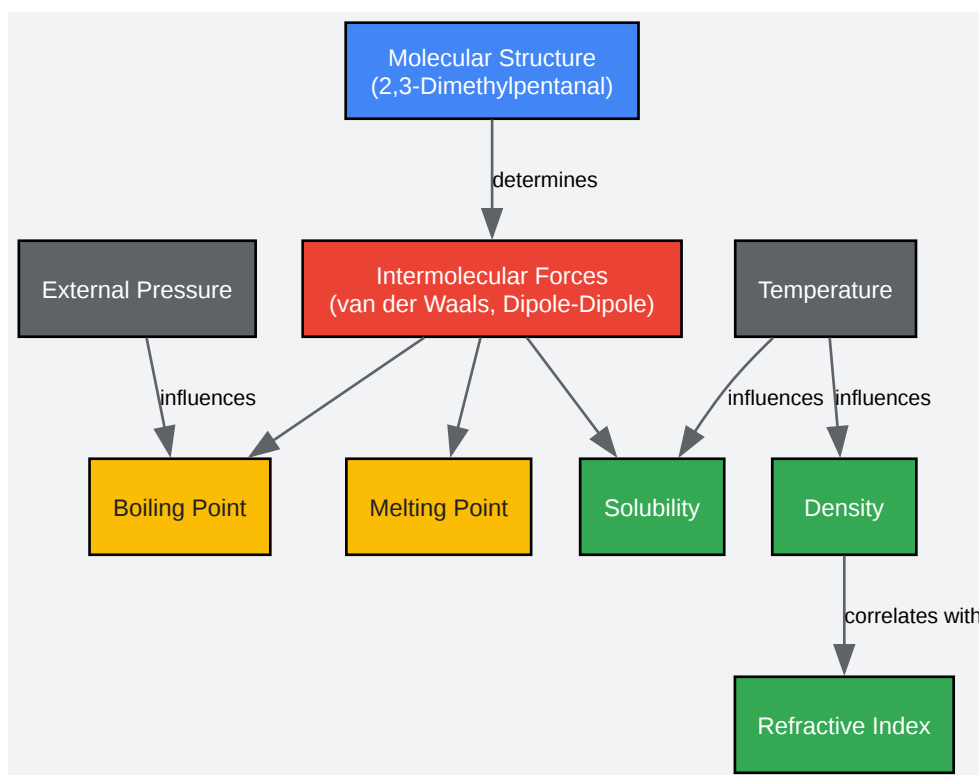 Molecular Structure
(2,3-Dimethylpentanal)
determines
External Pressure
Intermolecular Forces
(van der Waals, Dipole-Dipole)
Temperature
influences
influences
influences
Boiling Point
Melting Point
Solubility
Density
correlates with
Refractive Index